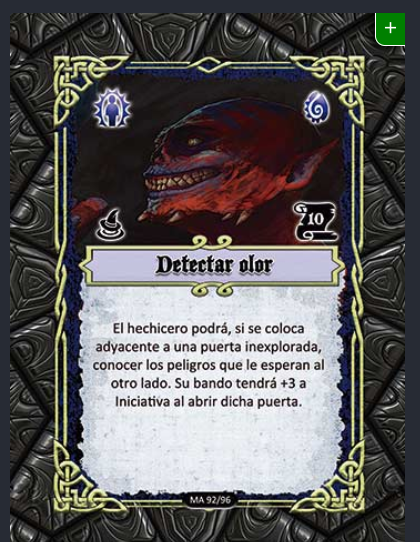 +
10
Detectar olor
El hechicero podrá, si se coloca
adyacente a una puerta inexplorada,
conocer los peligros que le esperan al
otro lado. Su bando tendrá +3 a
Iniciativa al abrir dicha puerta.
MA 92/96